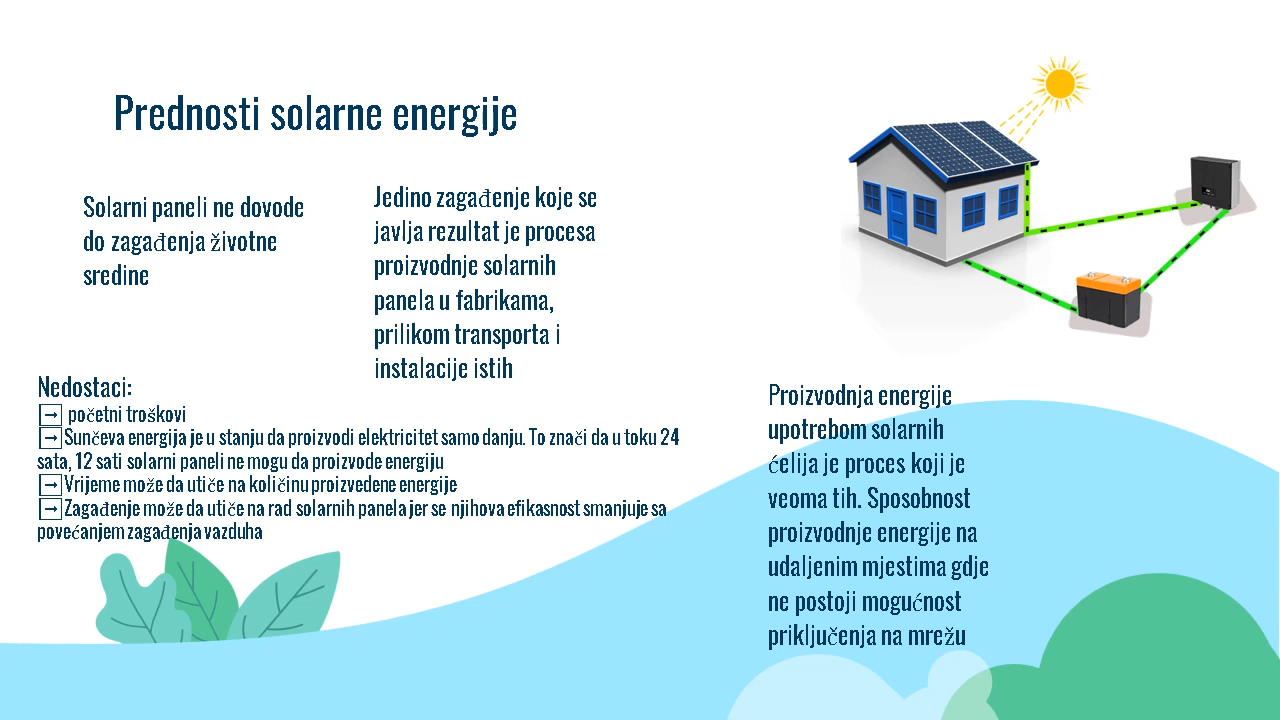 Prednosti solarne energije
Solarni paneli ne dovode
do zagađenja životne
sredine
Jedino zagađenje koje se
javlja rezultat je procesa
proizvodnje solarnih
panela u fabrikama,
prilikom transporta i
instalacije istih
Nedostaci:
→ početni troškovi
→ Sunčeva energija je u stanju da proizvodi elektricitet samo danju. To znači da u toku 24
sata, 12 sati solarni paneli ne mogu da proizvode energiju
→ Vrijeme može da utiče na količinu proizvedene energije
→ Zagađenje može da utiče na rad solarnih panela jer se njihova efikasnost smanjuje sa
povećanjem zagađenja vazduha
Proizvodnja energije
upotrebom solarnih
ćelija je proces koji je
veoma tih. Sposobnost
proizvodnje energije na
udaljenim mjestima gdje
ne postoji mogućnost
priključenja na mrežu